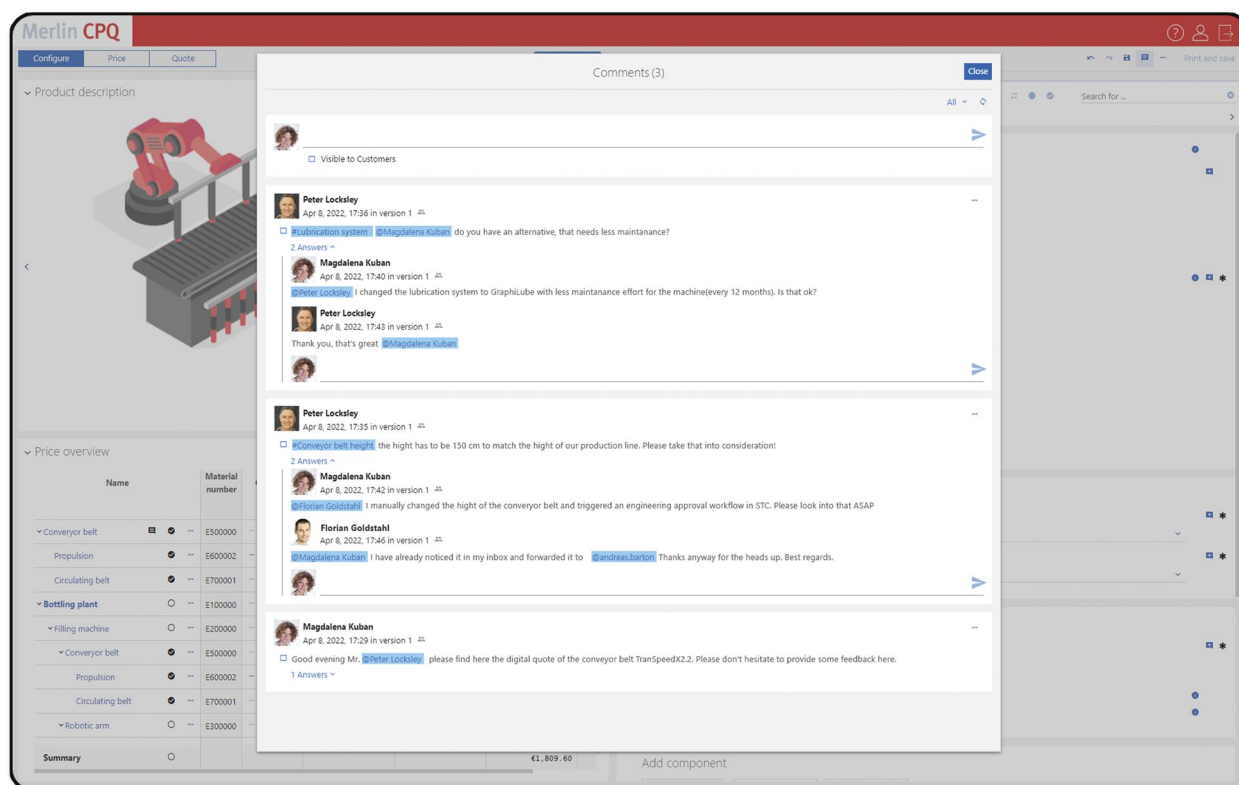 Merlin CPQ
Configure Price Quote
Print and save
Product description
Search for ...
Comments (3)
Close
All
Visible to Customers
Peter Locksley
Apr 8, 2022, 17:36 in version 1
#Lubrication system @Magdalena Kuban do you have an alternative, that needs less maintanance?
2 Answers
Magdalena Kuban
Apr 8, 2022, 17:40 in version 1
@Peter Locksley I changed the lubrication system to GraphiLube with less maintanance effort for the machine(every 12 months). Is that ok?
Peter Locksley
Apr 8, 2022, 17:43 in version 1
Thank you, that's great @Magdalena Kuban
Peter Locksley
Apr 8, 2022, 17:35 in version 1
#Conveyor belt height the hight has to be 150 cm to match the hight of our production line. Please take that into consideration!
2 Answers
Magdalena Kuban
Apr 8, 2022, 17:42 in version 1
@Florian Goldstahl I manually changed the hight of the conveyor belt and triggered an engineering approval workflow in STC. Please look into that ASAP
Florian Goldstahl
Apr 8, 2022, 17:46 in version 1
@Magdalena Kuban I have already noticed it in my inbox and forwarded it to @andreas.barton Thanks anyway for the heads up. Best regards.
Magdalena Kuban
Apr 8, 2022, 17:29 in version 1
Good evening Mr. @Peter Locksley please find here the digital quote of the conveyor belt TranSpeedX2.2. Please don't hesitate to provide some feedback here.
1 Answers
Price overview
Name Material
number
Converyor belt E500000
Propulsion E600002
Circulating belt E700001
Bottling plant E100000
Filling machine E200000
Converyor belt E500000
Propulsion E600002
Circulating belt E700001
Robotic arm E300000
Summary €1,809.60
Add component